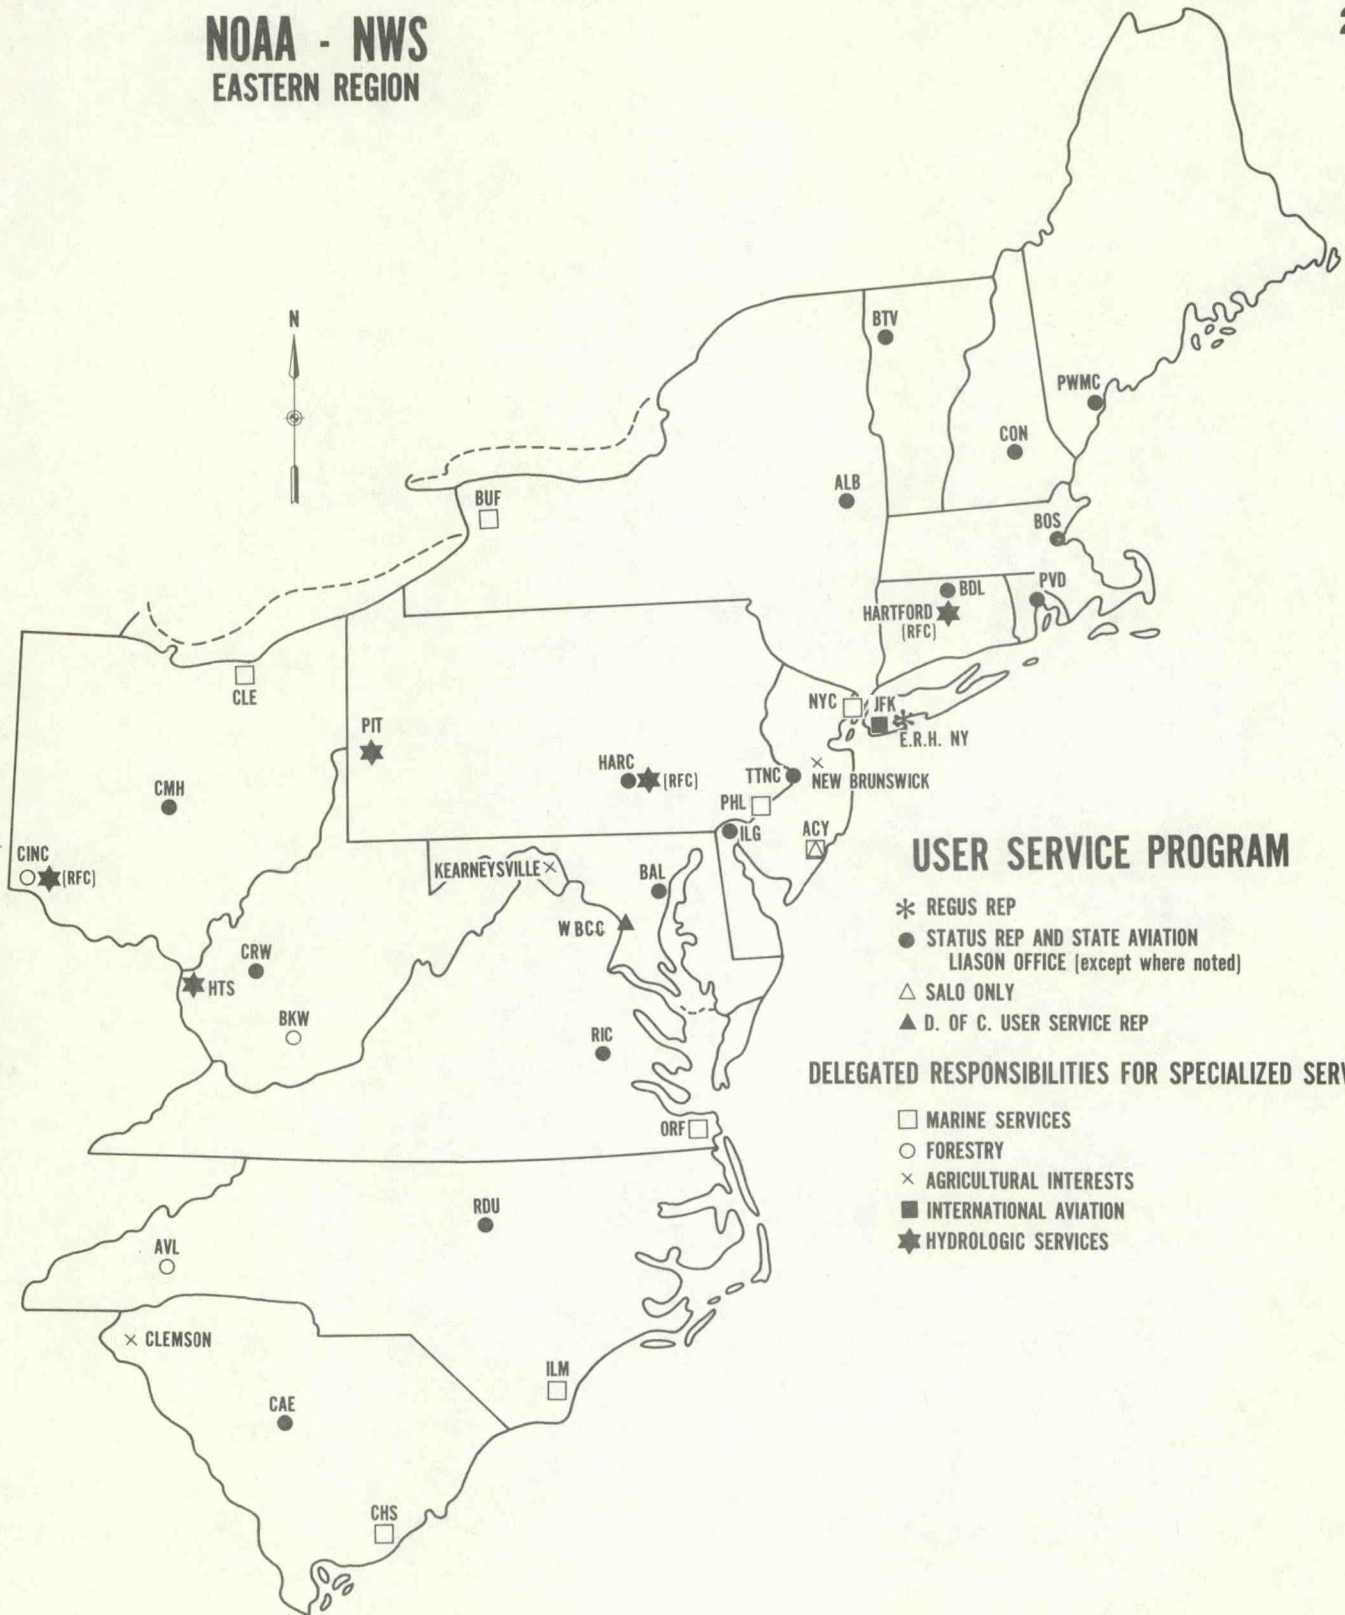 NOAA - NWS
EASTERN REGION
N
BTV
PWMC
CON
BUF
ALB
BOS
BDL
PVD
HARTFORD
(RFC)
CLE
NYC
JFK
E.R.H. NY
PIT
HARC
(RFC)
TTNC
NEW BRUNSWICK
CMH
PHL
ILG
ACY
CINC
(RFC)
KEARNEYSVILLE
BAL
WBCC
CRW
HTS
BKW
RIC
ORF
RDU
AVL
CLEMSON
ILM
CAE
CHS
USER SERVICE PROGRAM
REGUS REP
STATUS REP AND STATE AVIATION
LIASON OFFICE (except where noted)
SALO ONLY
D. OF C. USER SERVICE REP
DELEGATED RESPONSIBILITIES FOR SPECIALIZED SERV
MARINE SERVICES
FORESTRY
AGRICULTURAL INTERESTS
INTERNATIONAL AVIATION
HYDROLOGIC SERVICES